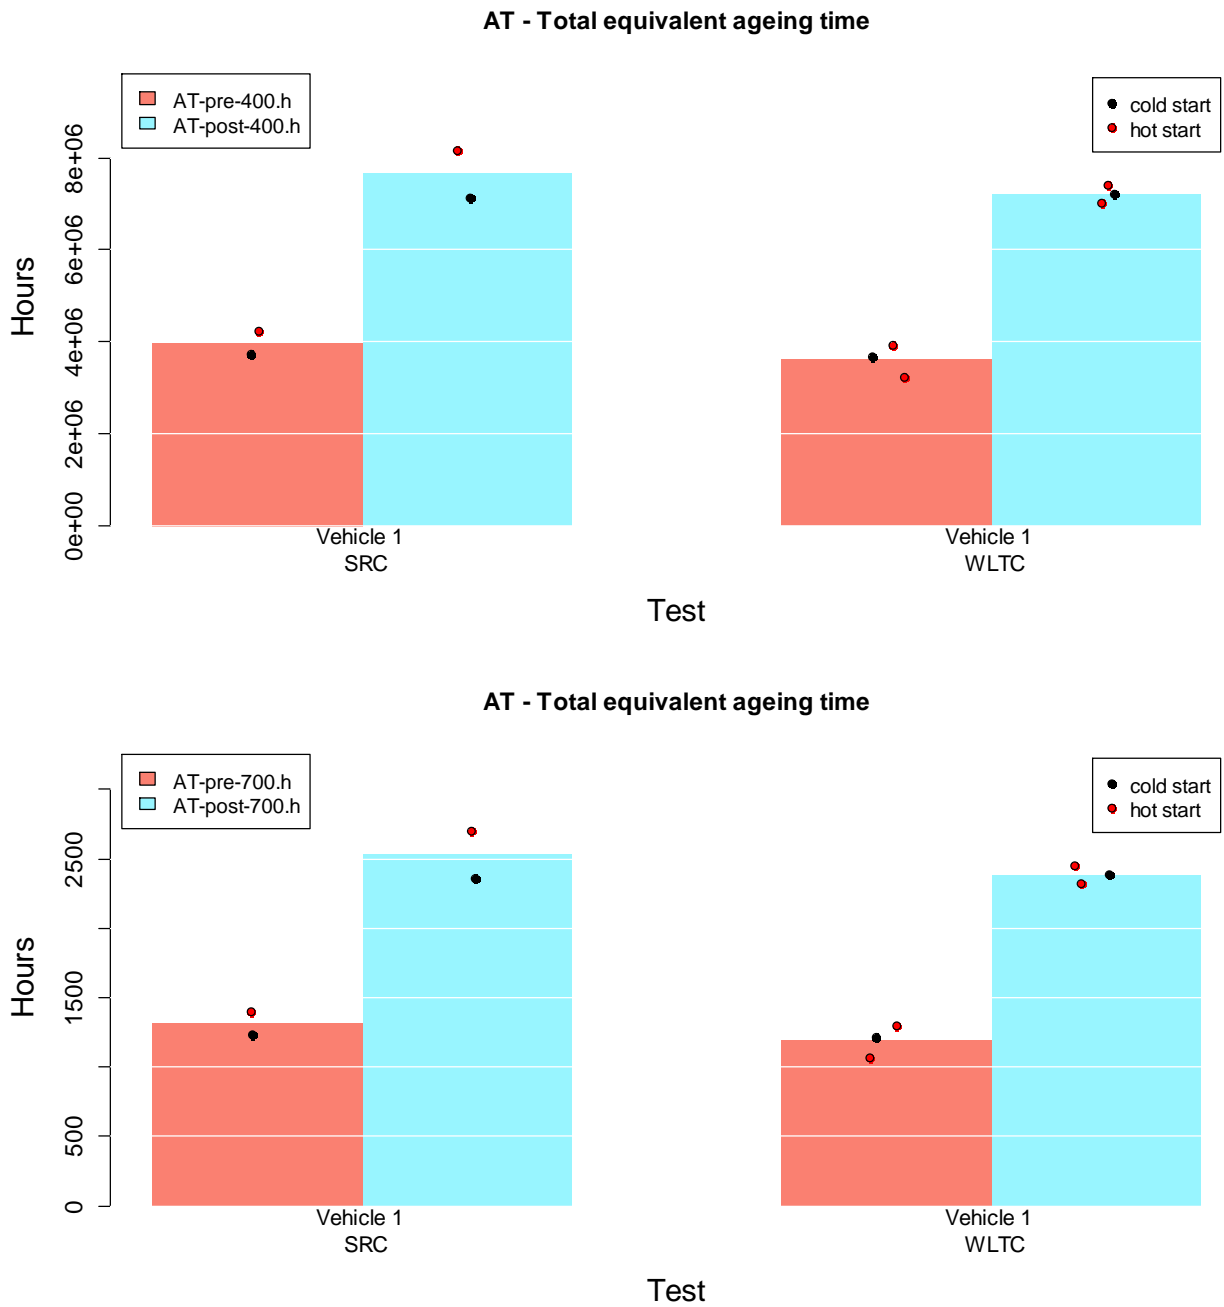 AT - Total equivalent ageing time
AT-pre-400.h
AT-post-400.h
cold start
hot start
8e+06
6e+06
4e+06
2e+06
0e+00
Hours
Vehicle 1
SRC
Vehicle 1
WLTC
Test
AT - Total equivalent ageing time
AT-pre-700.h
AT-post-700.h
cold start
hot start
2500
1500
500
0
Hours
Vehicle 1
SRC
Vehicle 1
WLTC
Test